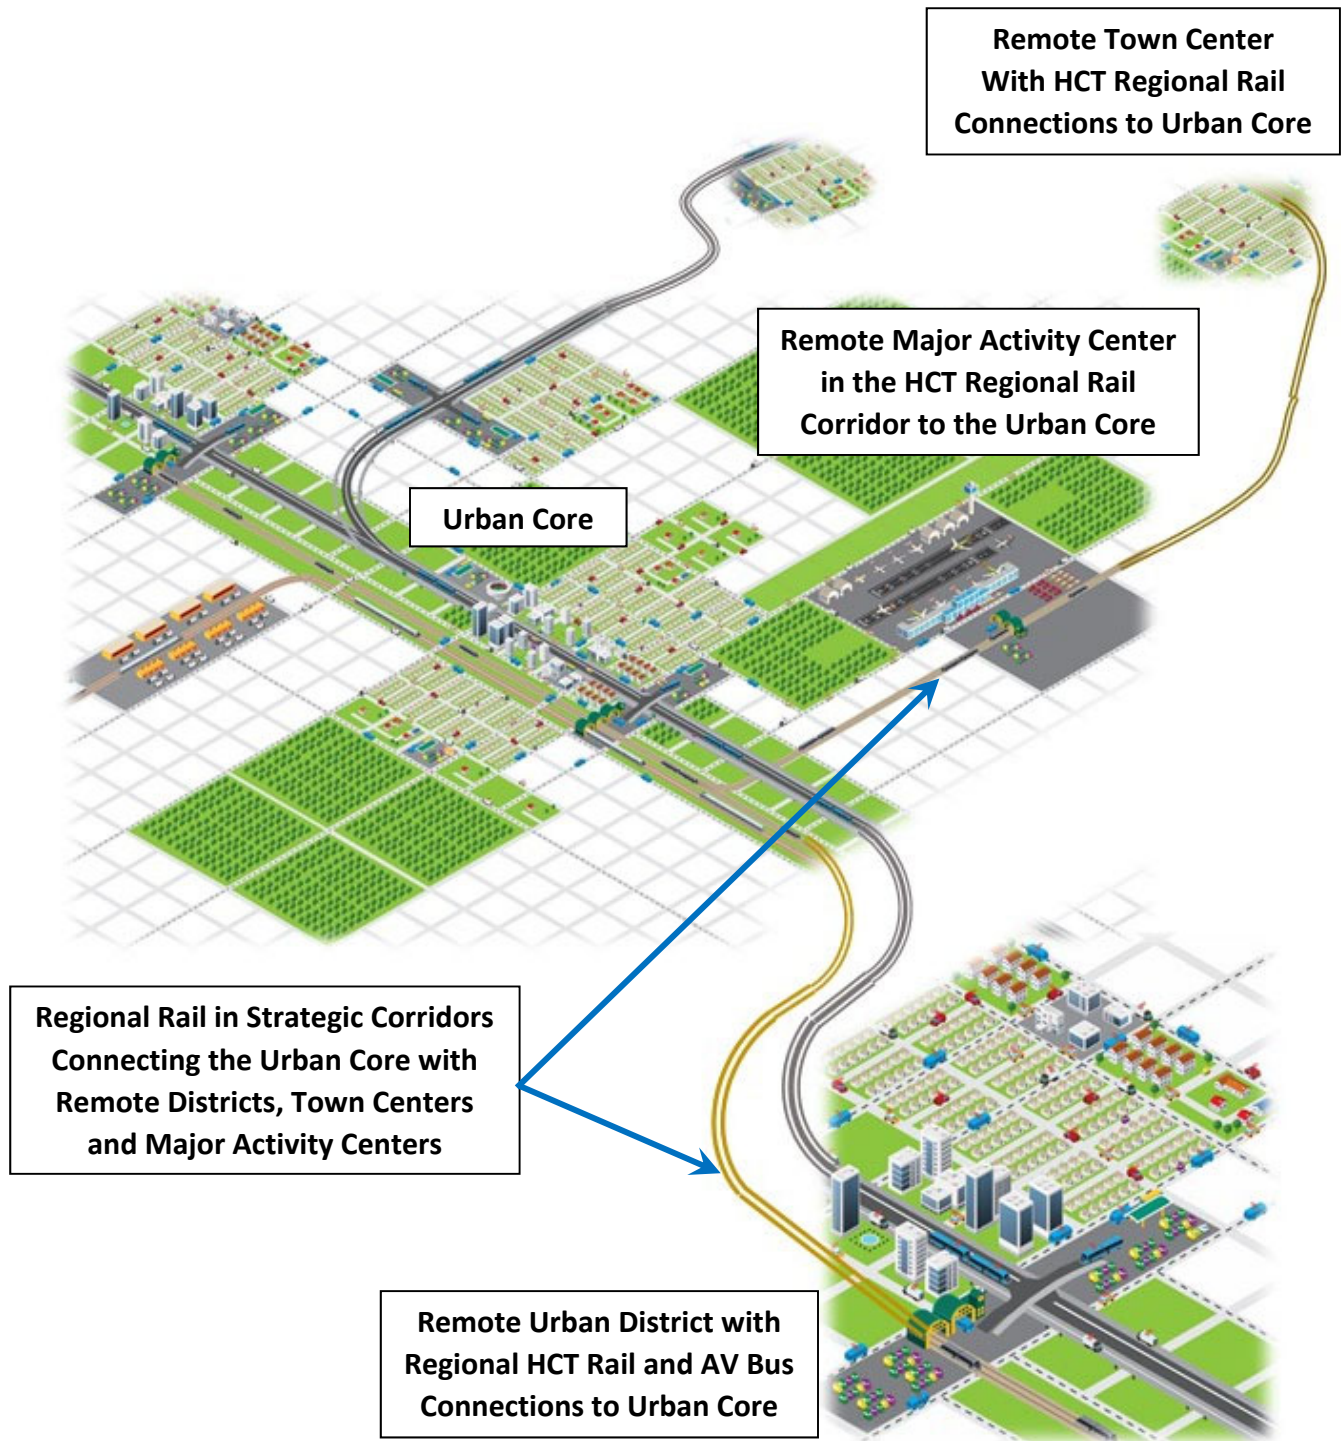 Remote Town Center
With HCT Regional Rail
Connections to Urban Core
Remote Major Activity Center
in the HCT Regional Rail
Corridor to the Urban Core
Urban Core
Regional Rail in Strategic Corridors
Connecting the Urban Core with
Remote Districts, Town Centers
and Major Activity Centers
Remote Urban District with
Regional HCT Rail and AV Bus
Connections to Urban Core